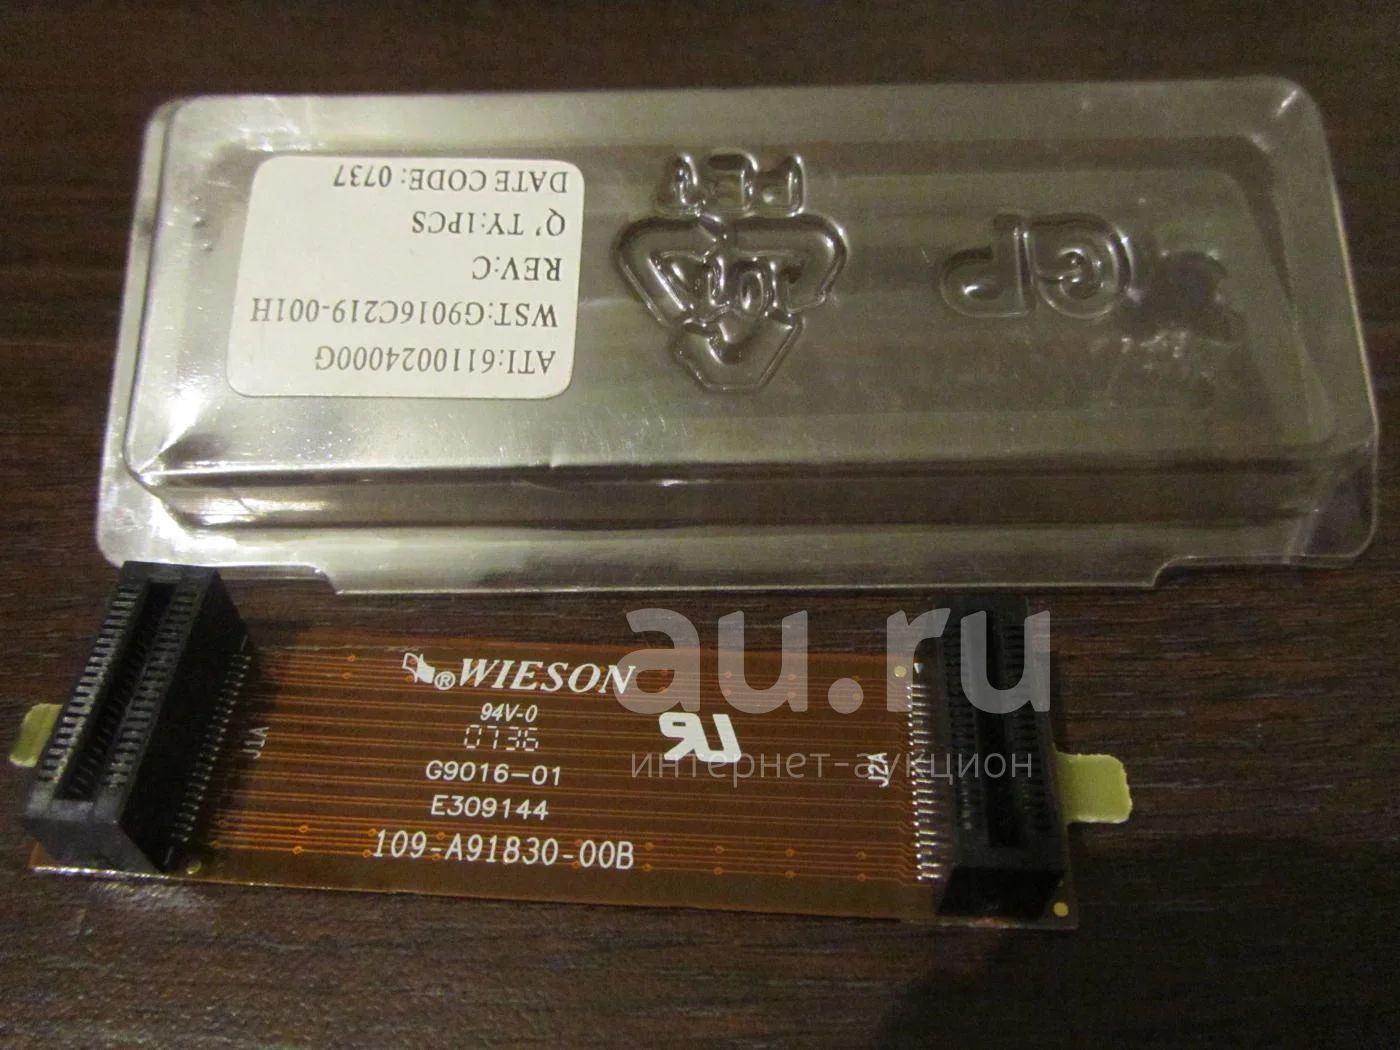 DATE CODE: 0737
Q' TY:1PCS
REV:C
WST:G9016C219-001H
ATI:6110024000G
PET
GP
au.ru
интернет-аукцион
® WIESON
94V-0
0736
G9016-01
E309144
109-A91830-00B
J1A
J2A